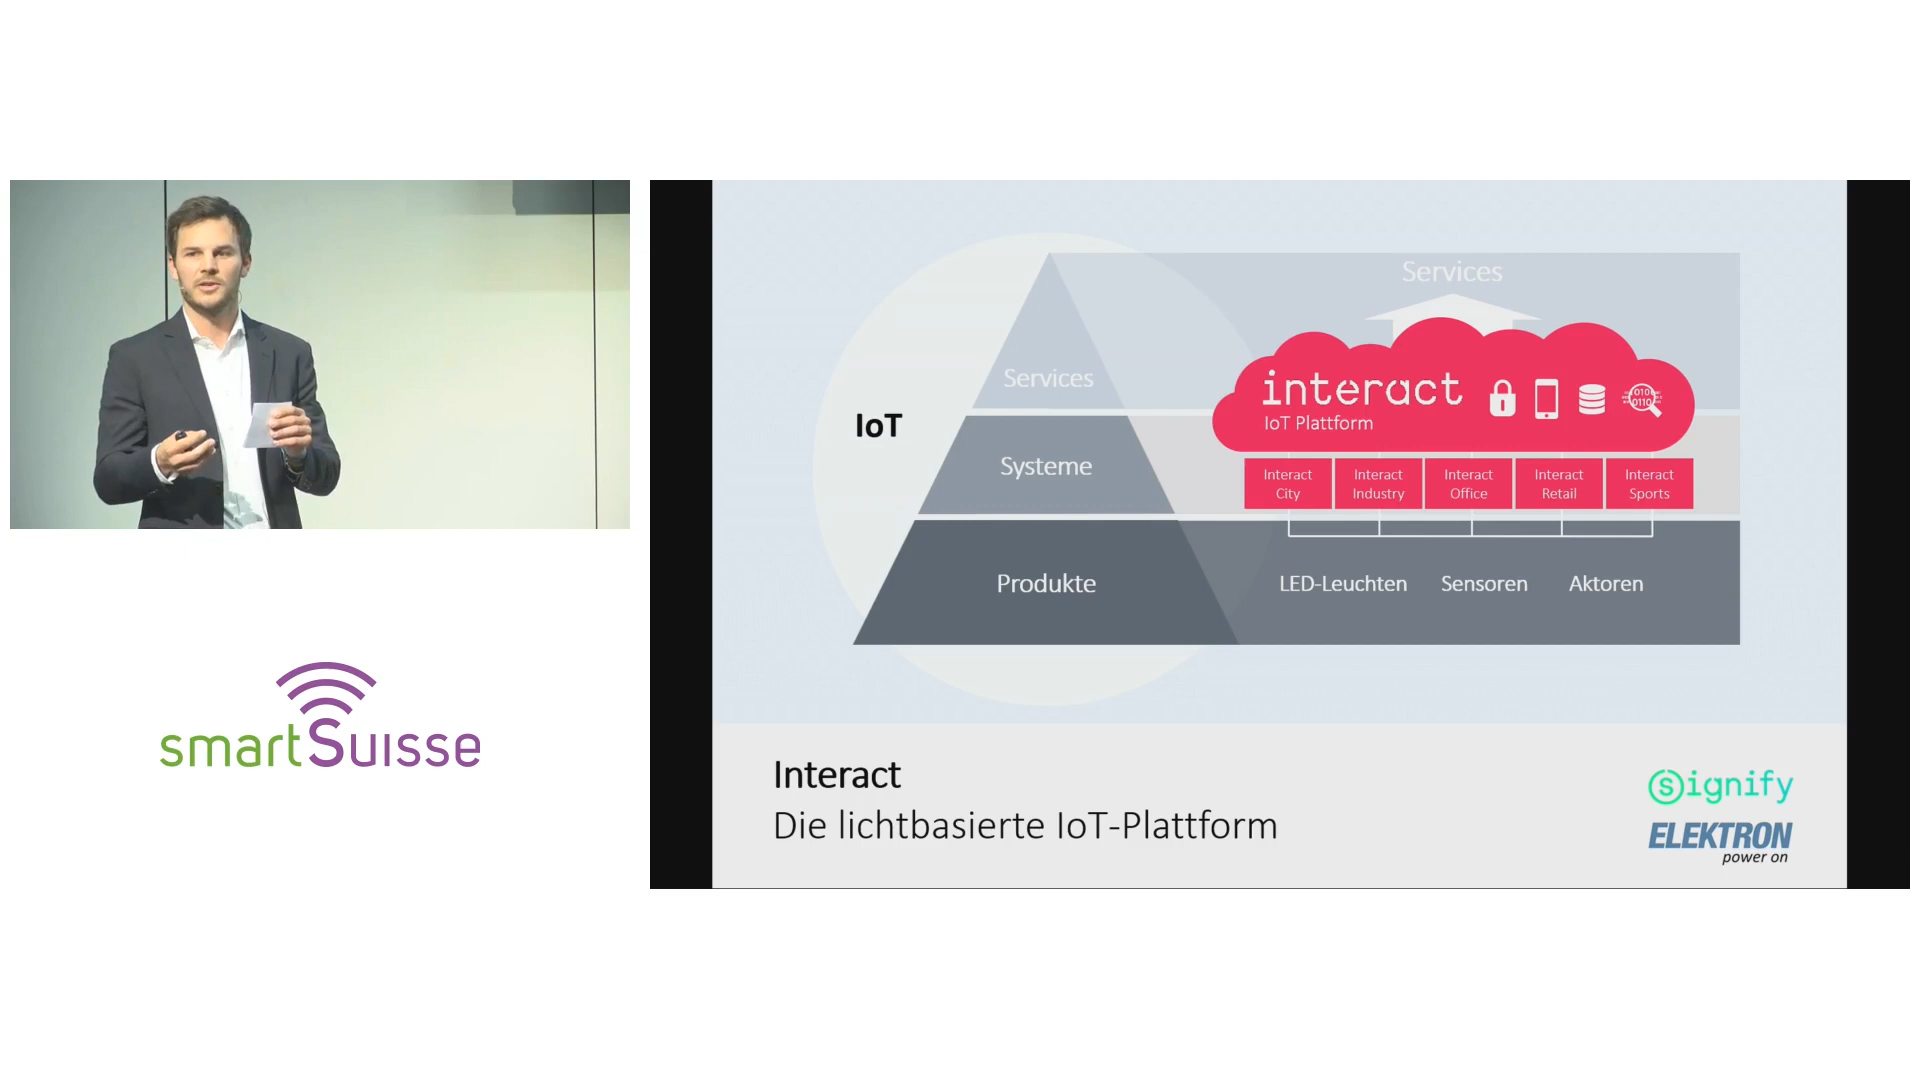 smartSuisse
Services
Services
interact
IoT Plattform
IoT
Systeme
Interact City
Interact Industry
Interact Office
Interact Retail
Interact Sports
Produkte
LED-Leuchten Sensoren Aktoren
Interact
Die lichtbasierte IoT-Plattform
signify
ELEKTRON
power on